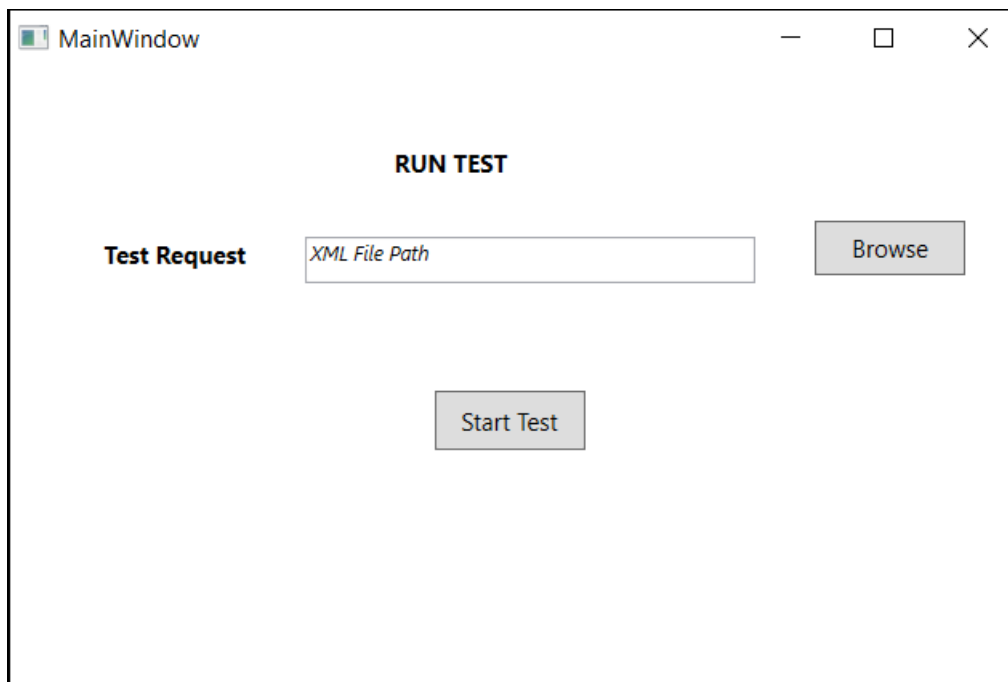 MainWindow
RUN TEST
Test Request XML File Path Browse
Start Test